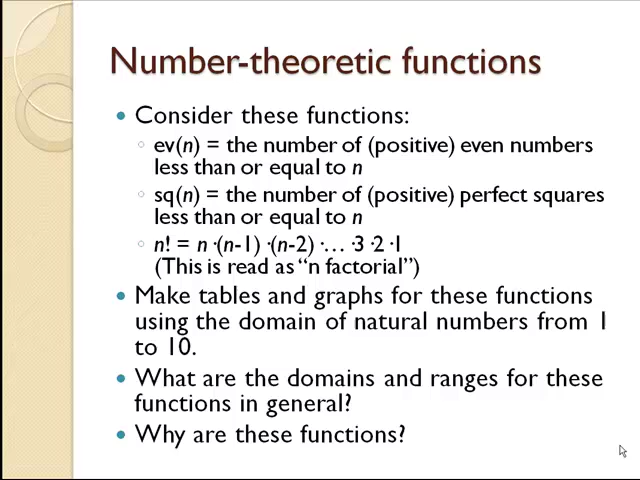 Number-theoretic functions
• Consider these functions:
◦ ev(n) = the number of (positive) even numbers
less than or equal to n
◦ sq(n) = the number of (positive) perfect squares
less than or equal to n
◦ n! = n ·(n-1) ·(n-2) ·… ·3 ·2 ·1
(This is read as “n factorial”)
• Make tables and graphs for these functions
using the domain of natural numbers from 1
to 10.
• What are the domains and ranges for these
functions in general?
• Why are these functions?